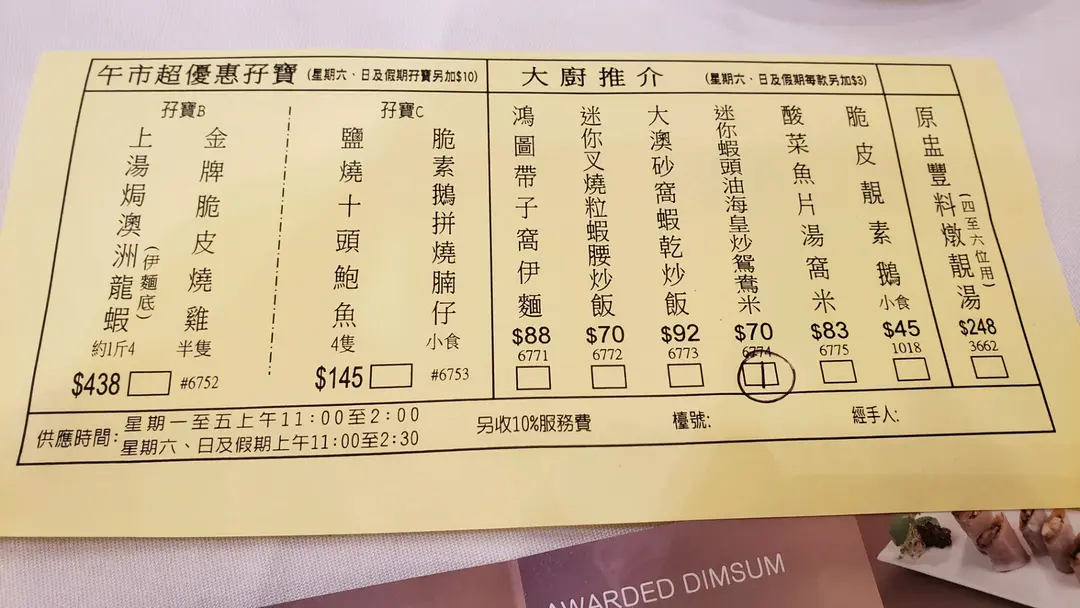 午市超優惠孖寶 (星期六、日及假期孖寶另加$10)
孖寶B
金牌脆皮燒雞
半隻
上湯焗澳洲龍蝦
(伊麵底)
約1斤4
$438 #6752
孖寶C
脆素鵝拼燒腩仔
小食
鹽燒十頭鮑魚
4隻
$145 #6753
大廚推介 (星期六、日及假期每款另加$3)
鴻圖帶子窩伊麵
$88
6771
迷你叉燒粒蝦腰炒飯
$70
6772
大澳砂窩蝦乾炒飯
$92
6773
迷你蝦頭油海皇炒鴛鴦米
$70
6774
酸菜魚片湯窩米
$83
6775
脆皮靚素鵝
小食
$45
1018
原盅豐料燉靚湯
(四至六位用)
$248
3662
供應時間: 星期一至五上午11:00至2:00
星期六、日及假期上午11:00至2:30
另收10%服務費
檯號:
經手人:
AWARDED DIMSUM